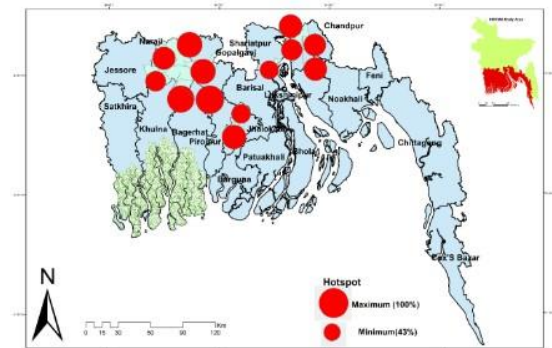 Chandpur
Narail
Shariatpur
Gopalganj
Jessore
Feni
Barisal
Noakhali
Satkhira
Khulna
Bagerhat
Pirojpur
Jhalokathi
Chittagong
Bhola
Patuakhali
Barguna
Cox'S Bazar
N
Hotspot
Maximum (100%)
Minimum(43%)
0 15 30 60 90 120
Km